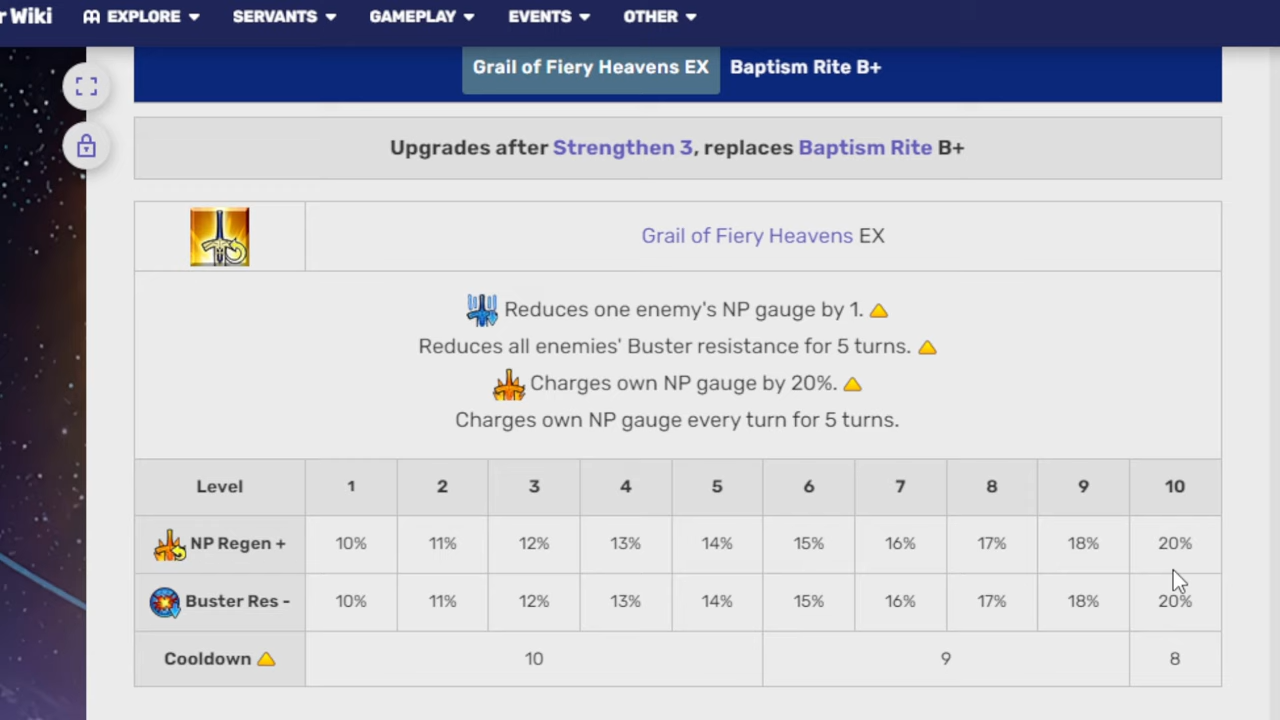 r Wiki EXPLORE SERVANTS GAMEPLAY EVENTS OTHER
Grail of Fiery Heavens EX Baptism Rite B+
Upgrades after Strengthen 3, replaces Baptism Rite B+
Grail of Fiery Heavens EX
Reduces one enemy's NP gauge by 1.
Reduces all enemies' Buster resistance for 5 turns.
Charges own NP gauge by 20%.
Charges own NP gauge every turn for 5 turns.
Level 1 2 3 4 5 6 7 8 9 10
NP Regen + 10% 11% 12% 13% 14% 15% 16% 17% 18% 20%
Buster Res - 10% 11% 12% 13% 14% 15% 16% 17% 18% 20%
Cooldown 10 9 8